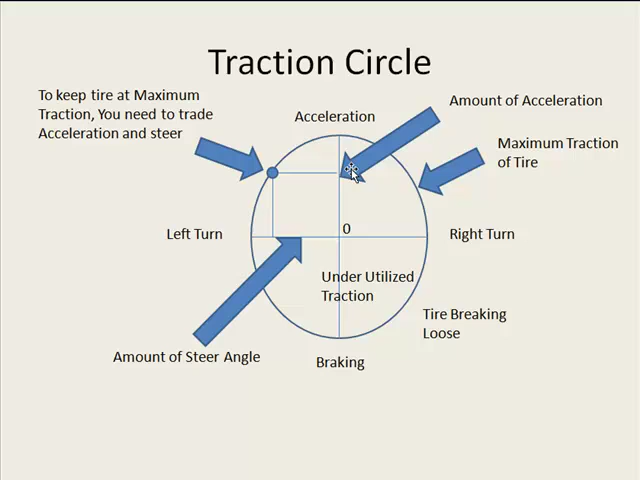 Traction Circle
To keep tire at Maximum
Traction, You need to trade
Acceleration and steer
Acceleration
Amount of Acceleration
Maximum Traction
of Tire
Left Turn
0
Right Turn
Under Utilized
Traction
Tire Breaking
Loose
Amount of Steer Angle
Braking